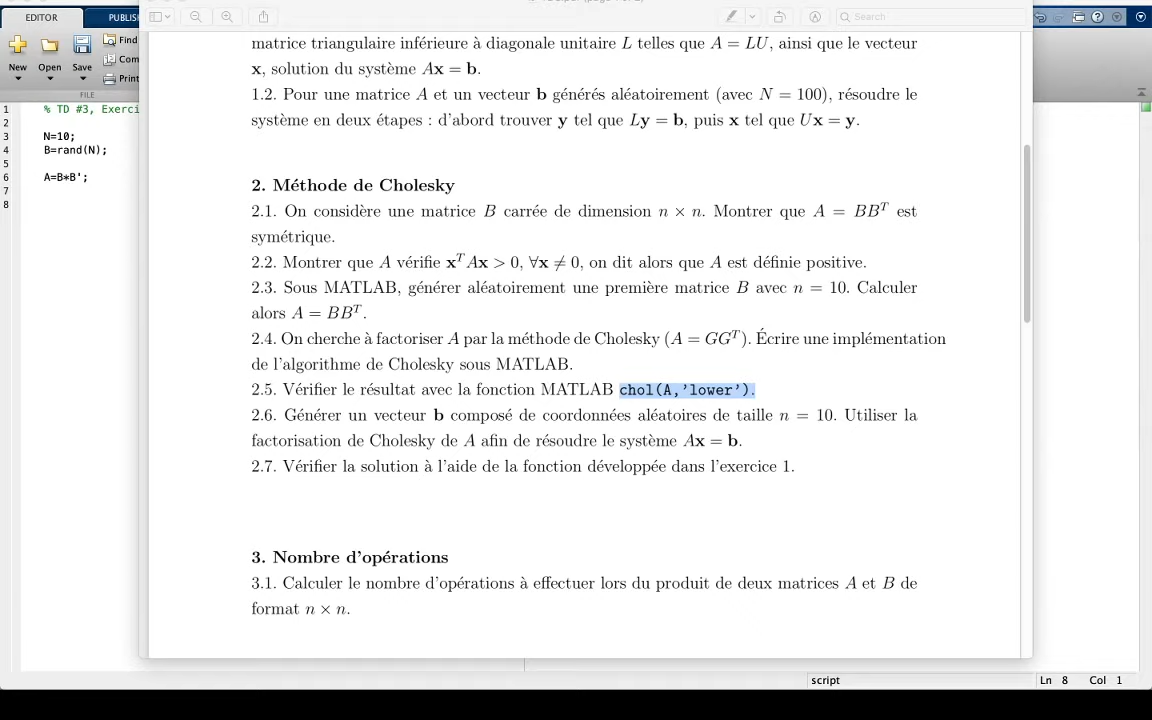 EDITOR
PUBLIS
Search
New
Open
Save
Find
Com
Print
FILE
1 % TD #3, Exerci
2
3 N=10;
4 B=rand(N);
5
6 A=B*B';
7
8
matrice triangulaire inférieure à diagonale unitaire L telles que A = LU, ainsi que le vecteur
x, solution du système Ax = b.
1.2. Pour une matrice A et un vecteur b générés aléatoirement (avec N = 100), résoudre le
système en deux étapes : d'abord trouver y tel que Ly = b, puis x tel que Ux = y.
2. Méthode de Cholesky
2.1. On considère une matrice B carrée de dimension n × n. Montrer que A = BBᵀ est
symétrique.
2.2. Montrer que A vérifie xᵀAx > 0, ∀x ≠ 0, on dit alors que A est définie positive.
2.3. Sous MATLAB, générer aléatoirement une première matrice B avec n = 10. Calculer
alors A = BBᵀ.
2.4. On cherche à factoriser A par la méthode de Cholesky (A = GGᵀ). Écrire une implémentation
de l'algorithme de Cholesky sous MATLAB.
2.5. Vérifier le résultat avec la fonction MATLAB chol(A,'lower').
2.6. Générer un vecteur b composé de coordonnées aléatoires de taille n = 10. Utiliser la
factorisation de Cholesky de A afin de résoudre le système Ax = b.
2.7. Vérifier la solution à l'aide de la fonction développée dans l'exercice 1.
3. Nombre d'opérations
3.1. Calculer le nombre d'opérations à effectuer lors du produit de deux matrices A et B de
format n × n.
script
Ln 8 Col 1